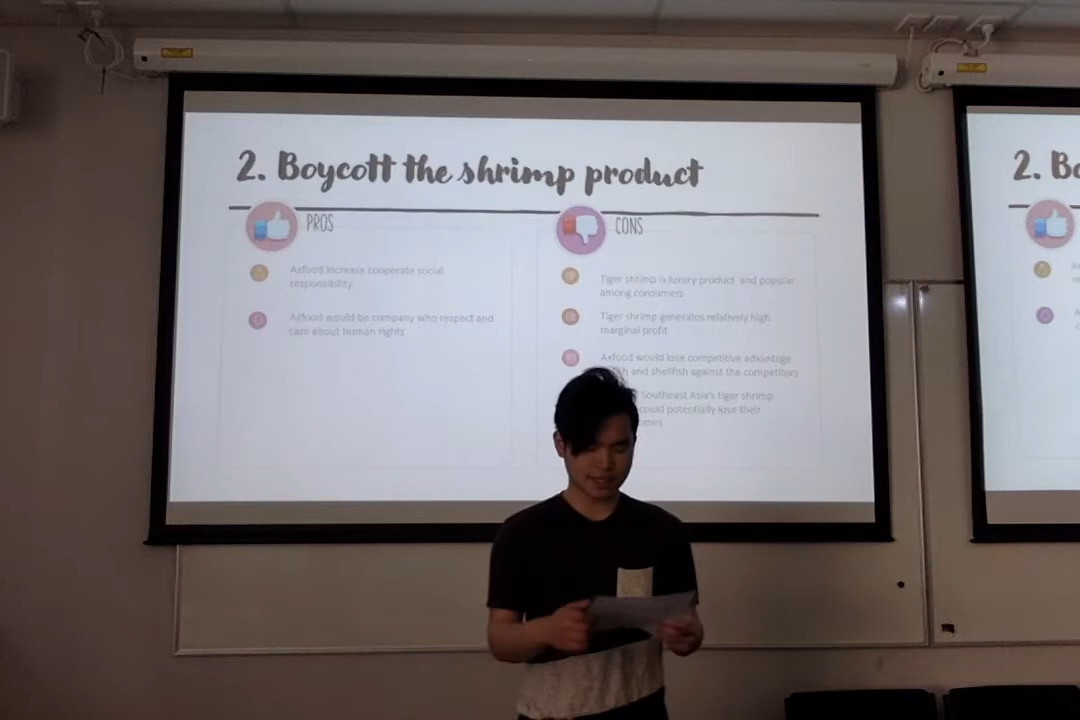 2. Boycott the shrimp product
PROS
Axfood increase cooperate social
responsibility
Axfood would be company who respect and
care about human rights
CONS
Tiger shrimp is luxury product and popular
among consumers
Tiger shrimp generates relatively high
marginal profit
Axfood would lose competitive advantage
and shellfish against the competitors
Southeast Asia's tiger shrimp
could potentially lose their
2. Bo